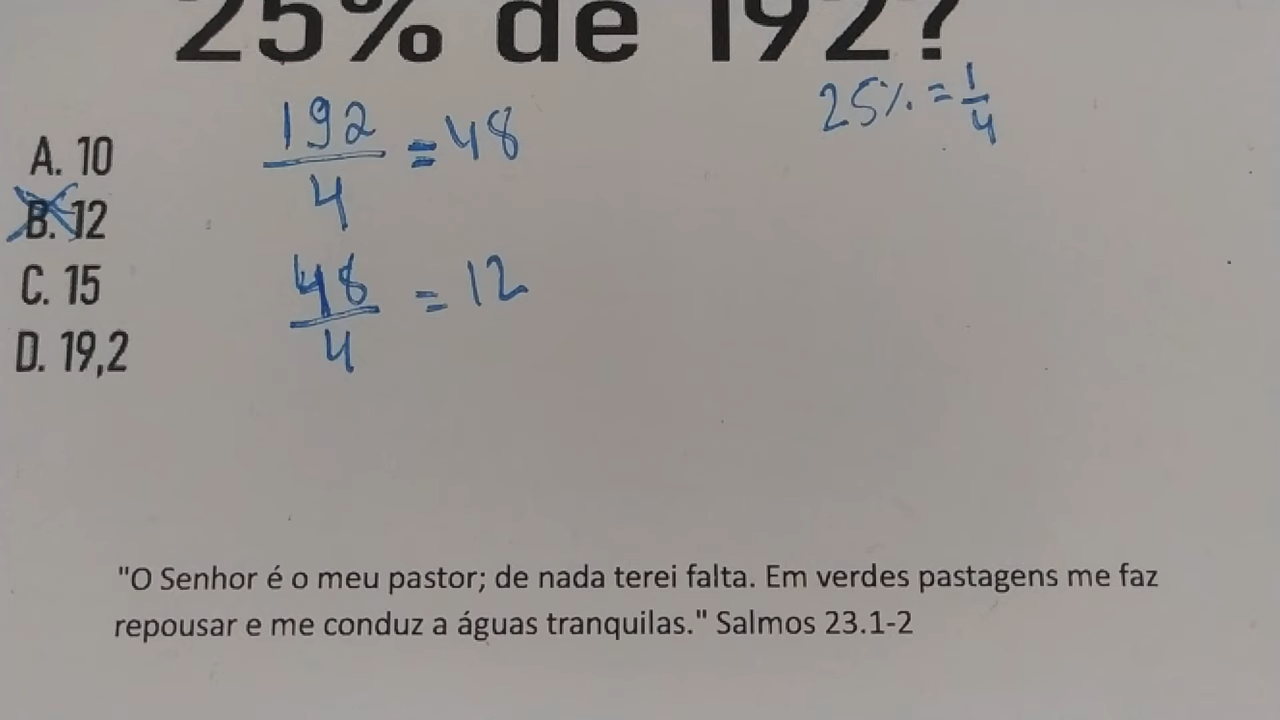 25% de 192?
25% = 1/4
192/4 = 48
A. 10
B. 12
48/4 = 12
C. 15
D. 19,2
"O Senhor é o meu pastor; de nada terei falta. Em verdes pastagens me faz
repousar e me conduz a águas tranquilas." Salmos 23.1-2